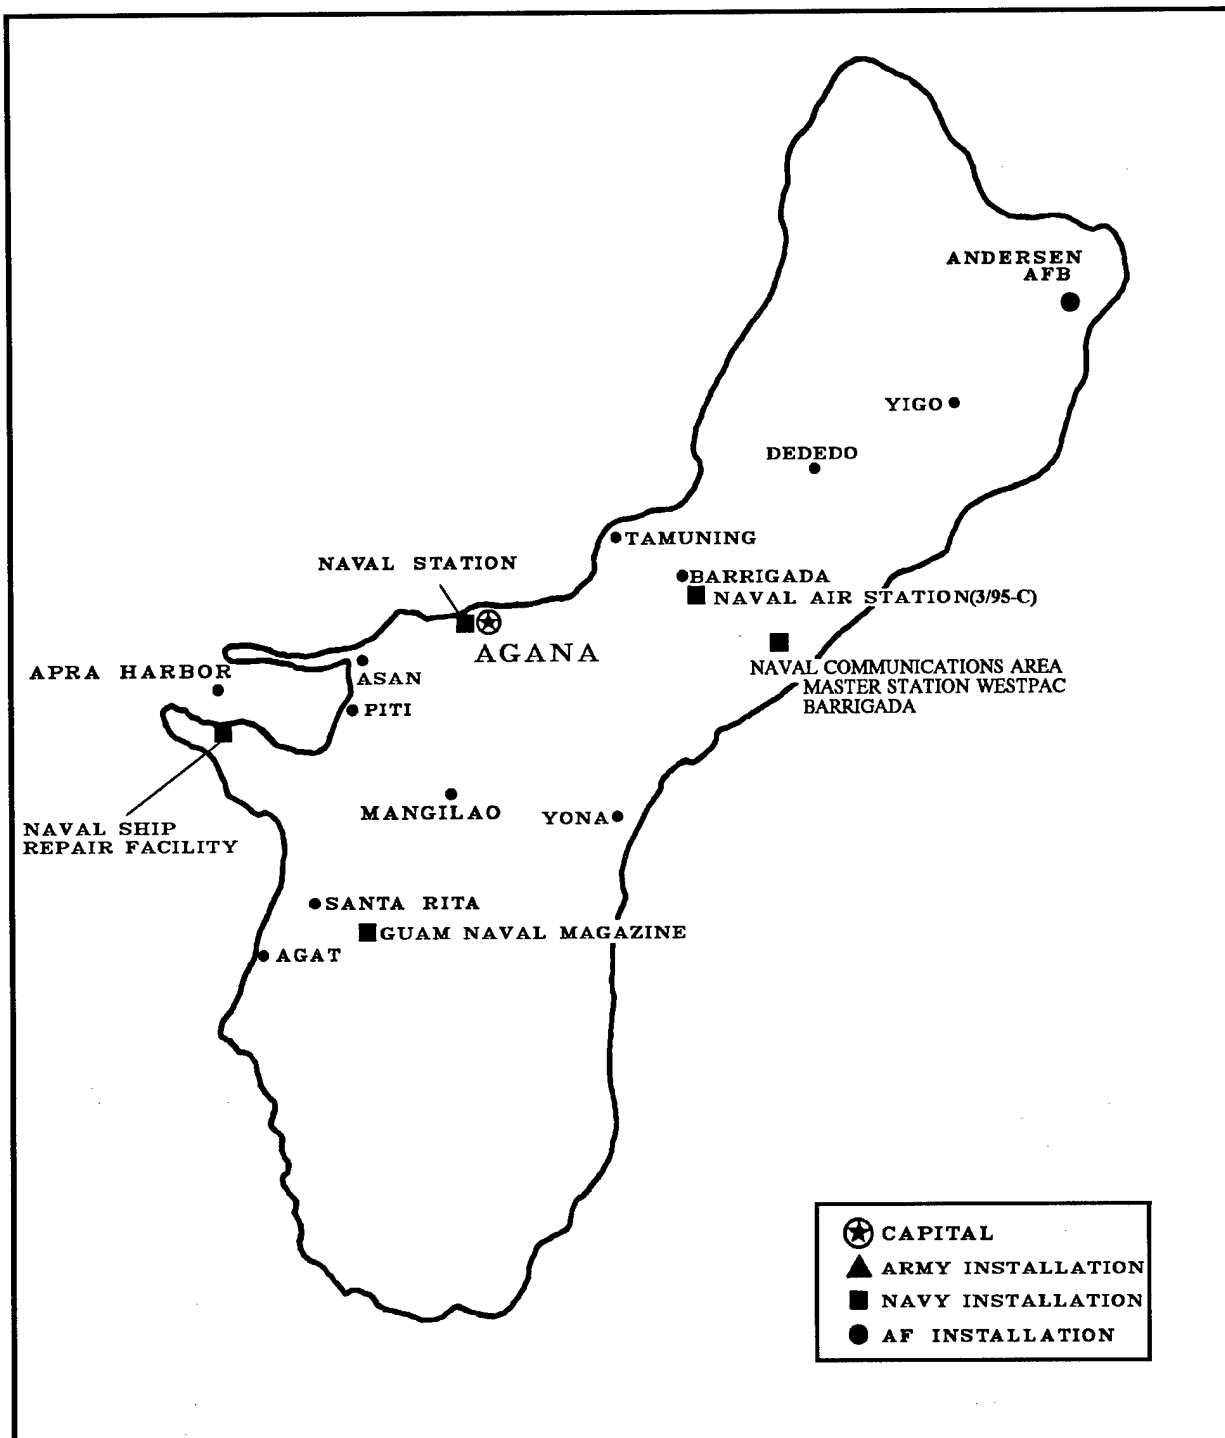 ANDERSEN
AFB
YIGO
DEDEDO
TAMUNING
NAVAL STATION
BARRIGADA
NAVAL AIR STATION(3/95-C)
AGANA
NAVAL COMMUNICATIONS AREA
MASTER STATION WESTPAC
BARRIGADA
APRA HARBOR
ASAN
PITI
MANGILAO
YONA
NAVAL SHIP
REPAIR FACILITY
SANTA RITA
GUAM NAVAL MAGAZINE
AGAT
CAPITAL
ARMY INSTALLATION
NAVY INSTALLATION
AF INSTALLATION